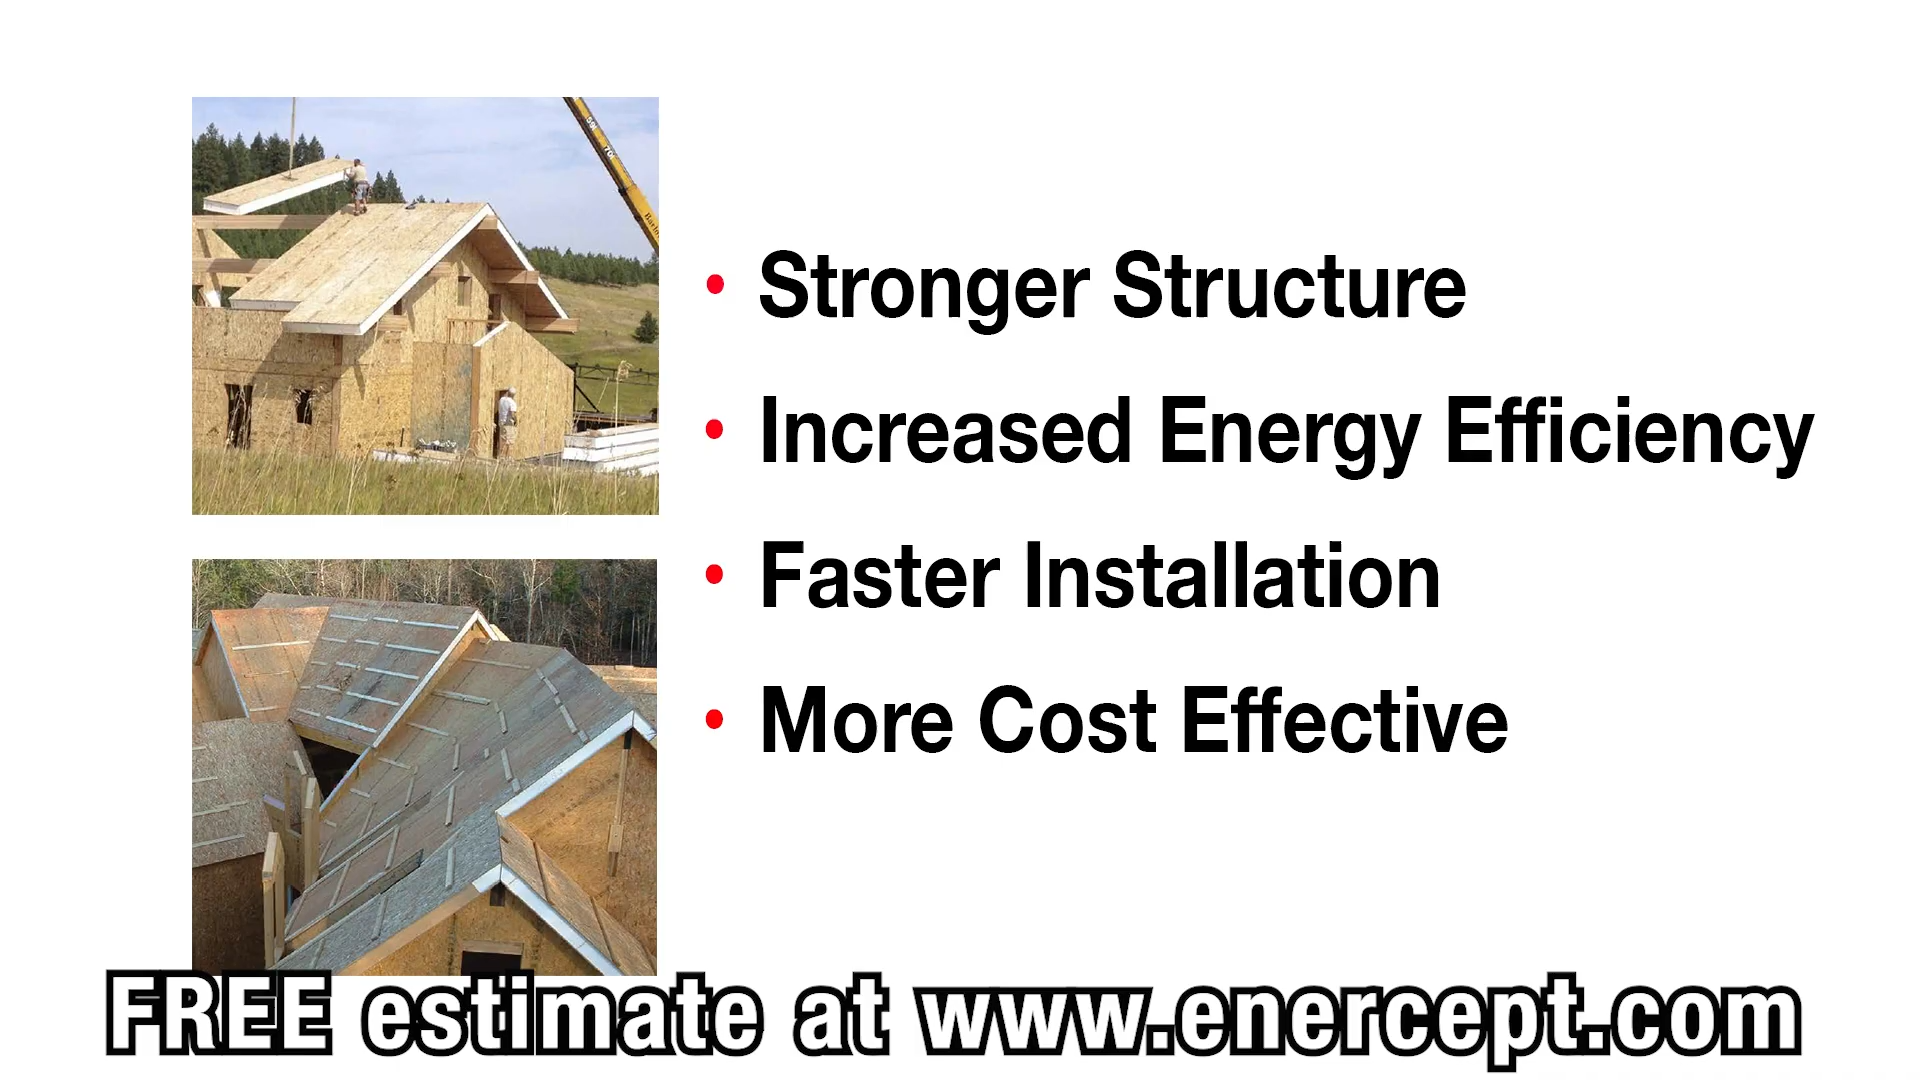 • Stronger Structure
• Increased Energy Efficiency
• Faster Installation
• More Cost Effective
FREE estimate at www.enercept.com